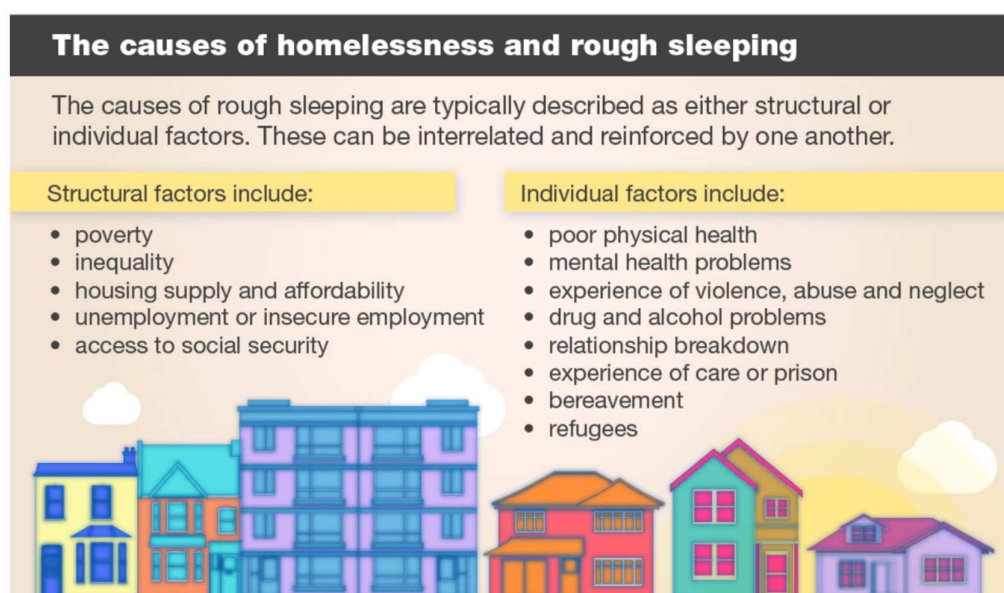 The causes of homelessness and rough sleeping
The causes of rough sleeping are typically described as either structural or
individual factors. These can be interrelated and reinforced by one another.
Structural factors include:
• poverty
• inequality
• housing supply and affordability
• unemployment or insecure employment
• access to social security
Individual factors include:
• poor physical health
• mental health problems
• experience of violence, abuse and neglect
• drug and alcohol problems
• relationship breakdown
• experience of care or prison
• bereavement
• refugees